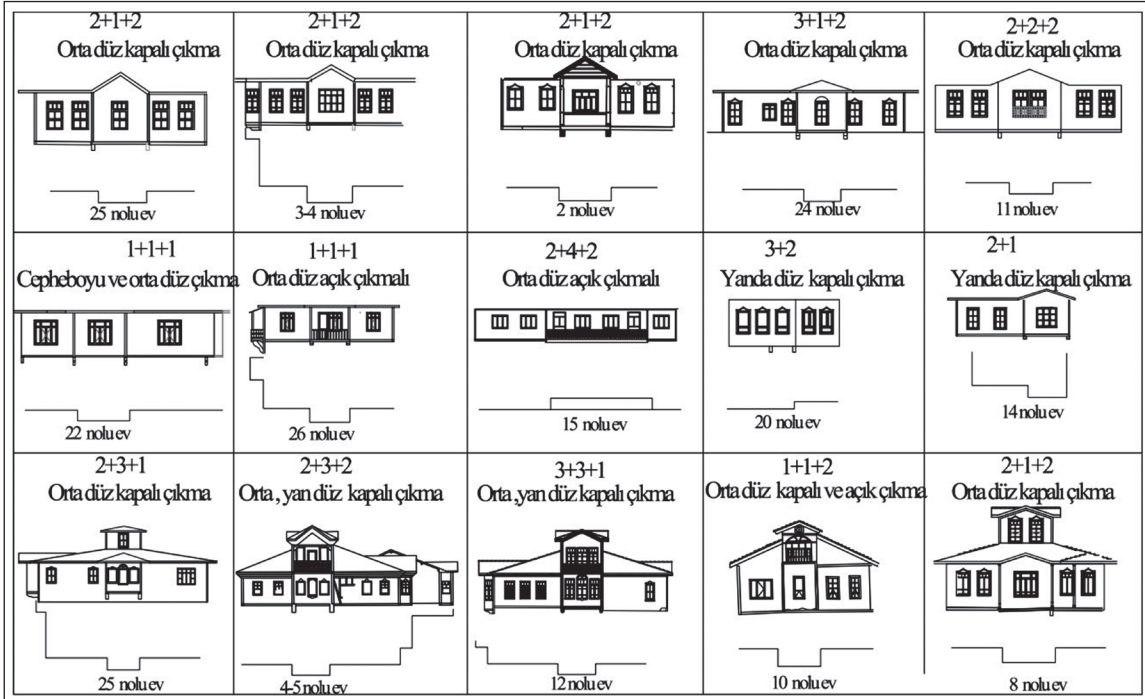 2+1+2
Orta düz kapalı çıkma
25 nolu ev
2+1+2
Orta düz kapalı çıkma
3-4 nolu ev
2+1+2
Orta düz kapalı çıkma
2 nolu ev
3+1+2
Orta düz kapalı çıkma
24 nolu ev
2+2+2
Orta düz kapalı çıkma
11 nolu ev
1+1+1
Cepheboyu ve orta düz çıkma
22 nolu ev
1+1+1
Orta düz açık çıkmalı
26 nolu ev
2+4+2
Orta düz açık çıkmalı
15 nolu ev
3+2
Yanda düz kapalı çıkma
20 nolu ev
2+1
Yanda düz kapalı çıkma
14 nolu ev
2+3+1
Orta düz kapalı çıkma
25 nolu ev
2+3+2
Orta , yan düz kapalı çıkma
4-5 nolu ev
3+3+1
Orta ,yan düz kapalı çıkma
12 nolu ev
1+1+2
Orta düz kapalı ve açık çıkma
10 nolu ev
2+1+2
Orta düz kapalı çıkma
8 nolu ev